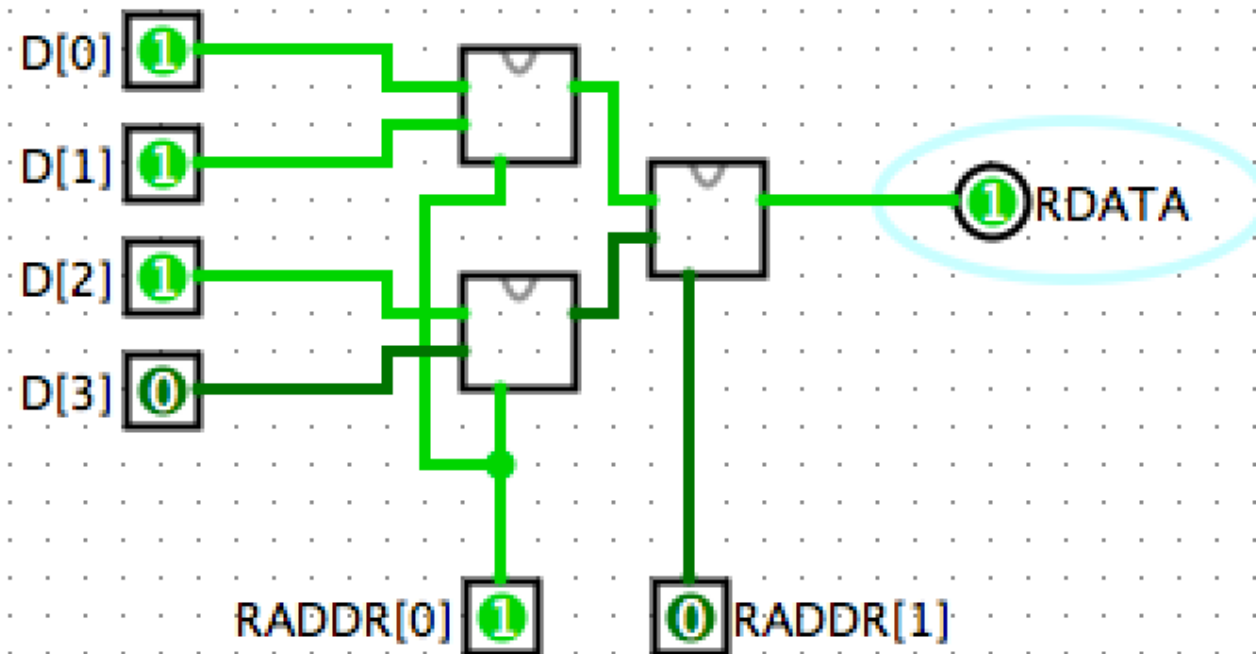 D[0] 1
D[1] 1
1 RDATA
D[2] 1
D[3] 0
RADDR[0] 1 0 RADDR[1]